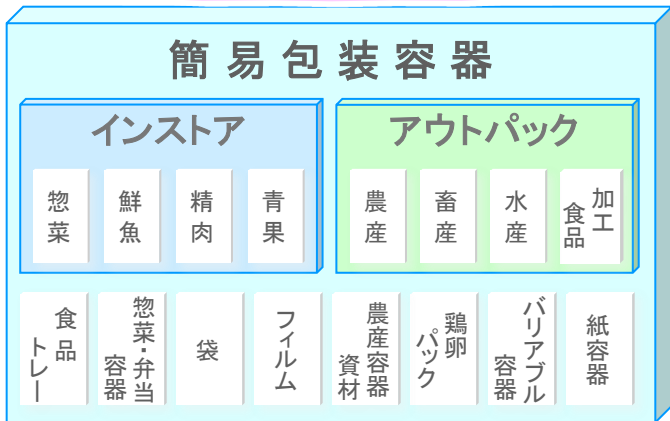 簡易包装容器
インストア
アウトパック
惣菜
鮮魚
精肉
青果
農産
畜産
水産
加工
食品
食品
トレー
惣菜・弁当
容器
袋
フィルム
農産容器
資材
鶏卵
パック
バリアブル
容器
紙容器